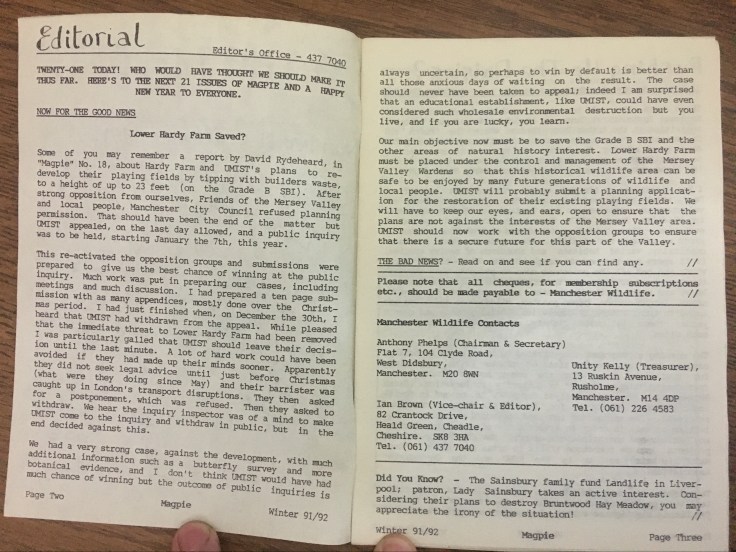 Editorial
Editor's Office - 437 7040
TWENTY-ONE TODAY! WHO WOULD HAVE THOUGHT WE SHOULD MAKE IT
THUS FAR. HERE'S TO THE NEXT 21 ISSUES OF MAGPIE AND A HAPPY
NEW YEAR TO EVERYONE.
NOW FOR THE GOOD NEWS
Lower Hardy Farm Saved?
Some of you may remember a report by David Rydeheard, in
"Magpie" No. 18, about Hardy Farm and UMIST's plans to re-
develop their playing fields by tipping with builders waste,
to a height of up to 23 feet (on the Grade B SBI). After
strong opposition from ourselves, Friends of the Mersey Valley
and local people, Manchester City Council refused planning
permission. That should have been the end of the matter but
UMIST appealed, on the last day allowed, and a public inquiry
was to be held, starting January the 7th, this year.
This re-activated the opposition groups and submissions were
prepared to give us the best chance of winning at the public
inquiry. Much work was put in preparing our cases, including
meetings and much discussion. I had prepared a ten page sub-
mission with as many appendices, mostly done over the Christ-
mas period. I had just finished when, on December the 30th, I
heard that UMIST had withdrawn from the appeal. While pleased
that the immediate threat to Lower Hardy Farm had been removed
I was particularly galled that UMIST should leave their decis-
ion until the last minute. A lot of hard work could have been
avoided if they had made up their minds sooner. Apparently
they did not seek legal advice until just before Christmas
(what were they doing since May) and their barrister was
caught up in London's transport disruptions. They then asked
for a postponement, which was refused. Then they asked to
withdraw. We hear the inquiry inspector was of a mind to make
UMIST come to the inquiry and withdraw in public, but in the
end decided against this.
We had a very strong case, against the development, with much
additional information such as a butterfly survey and more
botanical evidence, and I don't think UMIST would have had
much chance of winning but the outcome of public inquiries is
Page Two
Magpie
Winter 91/92
always uncertain, so perhaps to win by default is better than
all those anxious days of waiting on the result. The case
should never have been taken to appeal; indeed I am surprised
that an educational establishment, like UMIST, could have even
considered such wholesale environmental destruction but you
live, and if you are lucky, you learn.
Our main objective now must be to save the Grade B SBI and the
other areas of natural history interest. Lower Hardy Farm
must be placed under the control and management of the Mersey
Valley Wardens so that this historical wildlife area can be
safe to be enjoyed by many future generations of wildlife and
local people. UMIST will probably submit a planning applicat-
ion for the restoration of their existing playing fields. We
will have to keep our eyes, and ears, open to ensure that the
plans are not against the interests of the Mersey Valley area.
UMIST should now work with the opposition groups to ensure
that there is a secure future for this part of the Valley.
THE BAD NEWS? - Read on and see if you can find any. //
Please note that all cheques, for membership subscriptions
etc., should be made payable to - Manchester Wildlife. //
Manchester Wildlife Contacts
Anthony Phelps (Chairman & Secretary)
Flat 7, 104 Clyde Road,
West Didsbury,
Manchester. M20 8WN
Unity Kelly (Treasurer),
13 Ruskin Avenue,
Rusholme,
Manchester. M14 4DP
Tel. (061) 226 4583
Ian Brown (Vice-chair & Editor),
82 Crantock Drive,
Heald Green, Cheadle,
Cheshire. SK8 3HA
Tel. (061) 437 7040
Did You Know? - The Sainsbury family fund Landlife in Liver-
pool; patron, Lady Sainsbury takes an active interest. Con-
sidering their plans to destroy Bruntwood Hay Meadow, you may
appreciate the irony of the situation! //
Winter 91/92
Magpie
Page Three